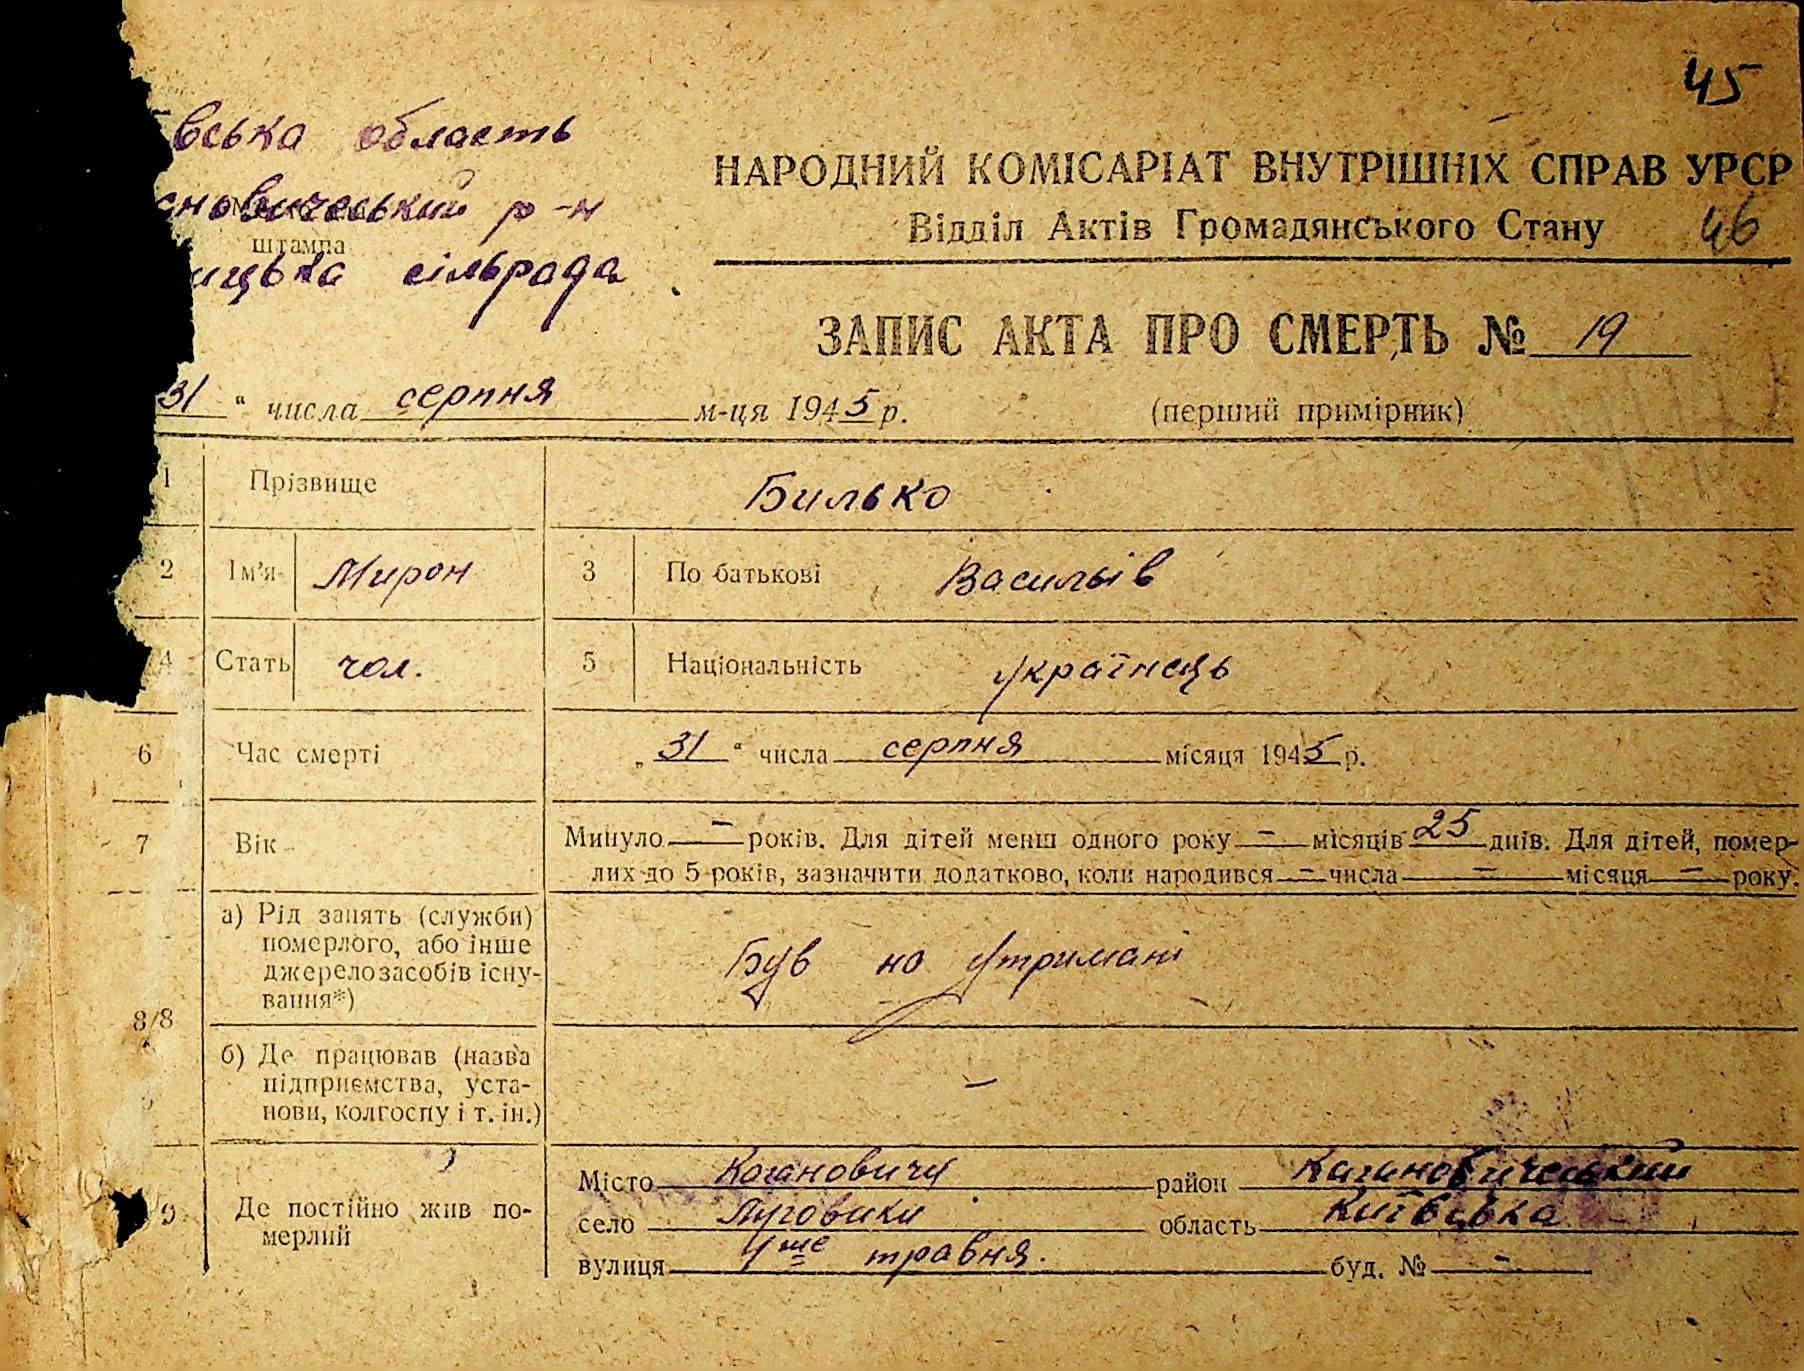 45
вська область
НАРОДНИЙ КОМІСАРІАТ ВНУТРІШНІХ СПРАВ УРСР
новичеський р-н
Відділ Актів Громадянського Стану 46
штампа
ицька сільрада
ЗАПИС АКТА ПРО СМЕРТЬ № 19
31 " числа серпня м-ця 1945 р. (перший примірник)
1 Прізвище Билько
2 Ім'я Мирон 3 По батькові Васильів
4 Стать чол. 5 Національність українець
6 Час смерті „ 31 " числа серпня місяця 1945 р.
7 Вік Минуло — років. Для дітей менш одного року — місяців 25 днів. Для дітей, помер-
лих до 5 років, зазначити додатково, коли народився — числа — місяця — року.
8/8 а) Рід занять (служби)
померлого, або інше
джерело засобів існу-
вання*)
Був на утримані
б) Де працював (назва
підприємства, уста-
нови, колгоспу і т. ін.)
—
9 Де постійно жив по-
мерлий
Місто Кагановичу район Кагановичеський
село Луговики область Київська
вулиця 1ше травня. буд. № —